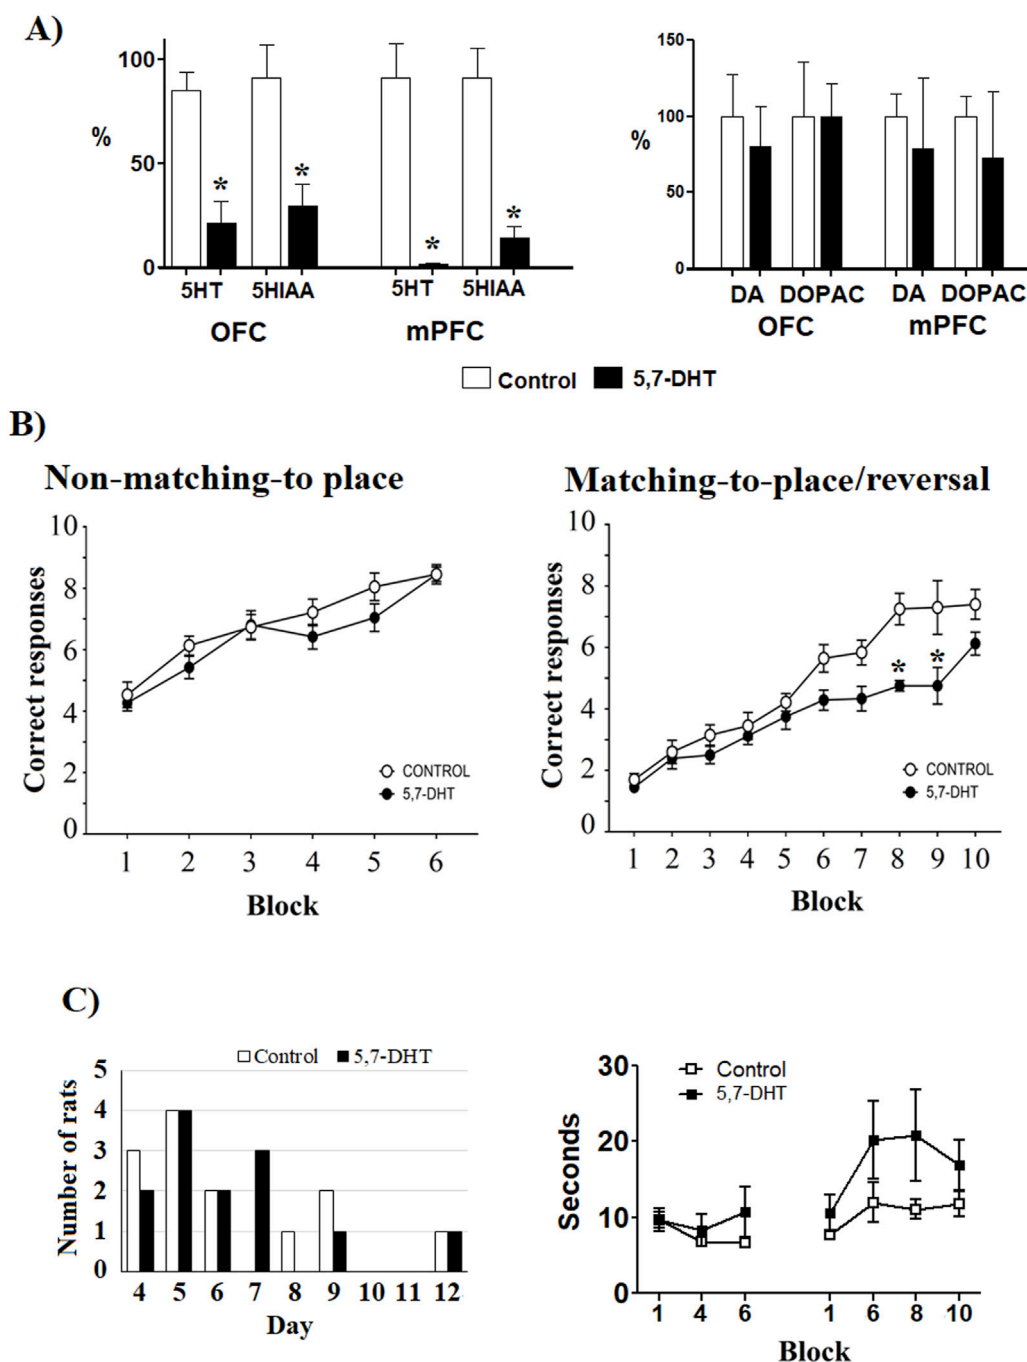 A)
100
50
0
%
* * * *
5HT 5HIAA 5HT 5HIAA
OFC mPFC
150
100
50
0
%
DA DOPAC DA DOPAC
OFC mPFC
Control 5,7-DHT
B)
Non-matching-to place
10
8
6
4
2
0
Correct responses
CONTROL
5,7-DHT
1 2 3 4 5 6
Block
Matching-to-place/reversal
10
8
6
4
2
0
Correct responses
* *
CONTROL
5,7-DHT
1 2 3 4 5 6 7 8 9 10
Block
C)
Control 5,7-DHT
5
4
3
2
1
0
Number of rats
4 5 6 7 8 9 10 11 12
Day
Control
5,7-DHT
30
20
10
0
Seconds
1 4 6 1 6 8 10
Block